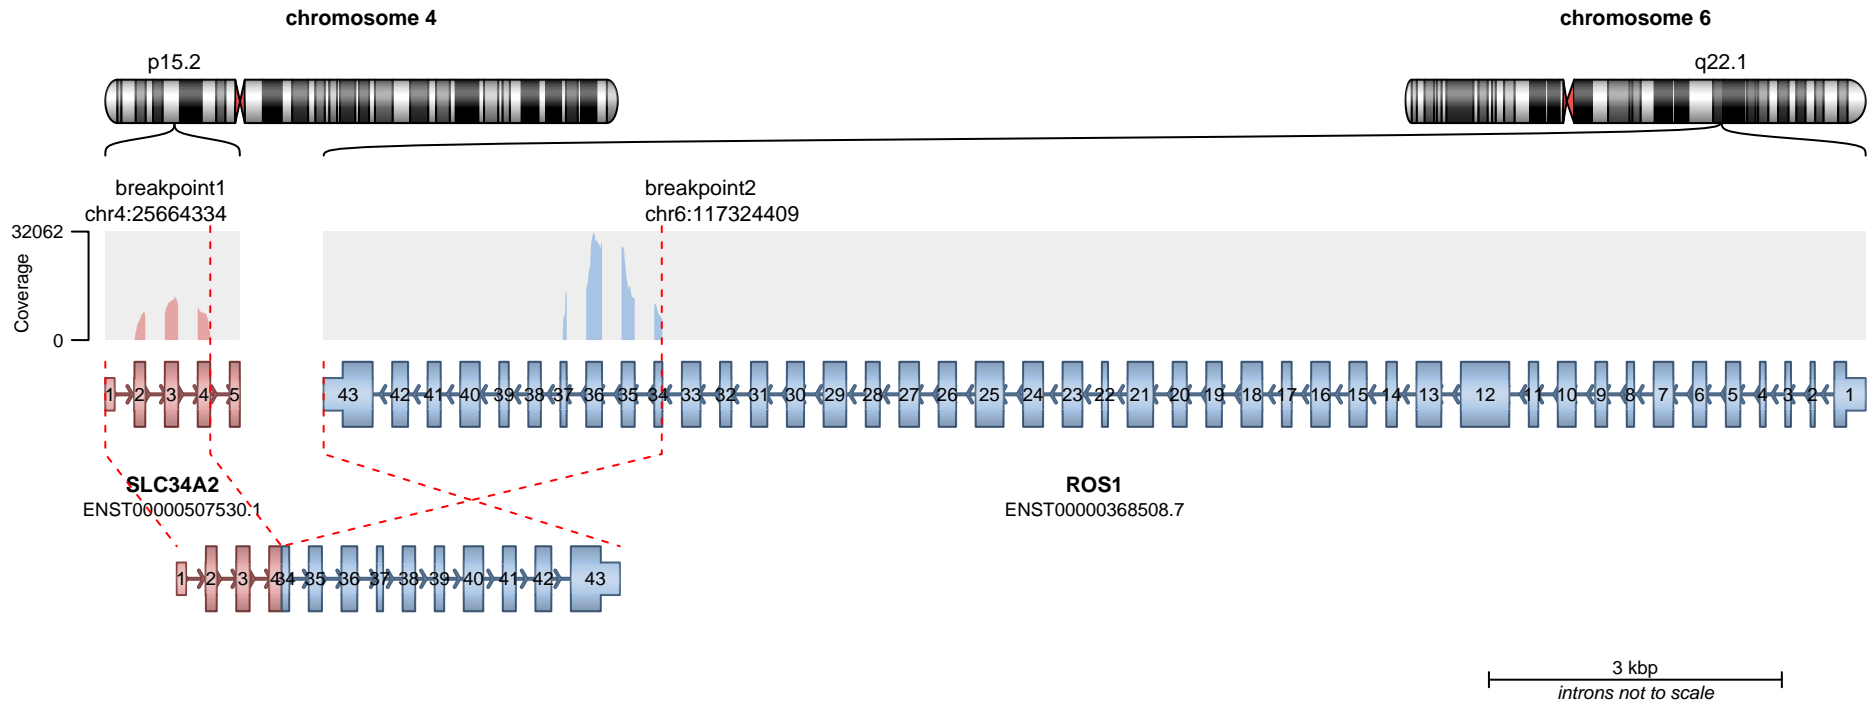 chromosome 4
chromosome 6
p15.2
q22.1
breakpoint1
chr4:25664334
breakpoint2
chr6:117324409
32062
Coverage
0
1 2 3 4 5
43 42 41 40 39 38 37 36 35 34 33 32 31 30 29 28 27 26 25 24 23 22 21 20 19 18 17 16 15 14 13 12 11 10 9 8 7 6 5 4 3 2 1
SLC34A2
ENST00000507530.1
ROS1
ENST00000368508.7
1 2 3 4 34 35 36 37 38 39 40 41 42 43
3 kbp
introns not to scale